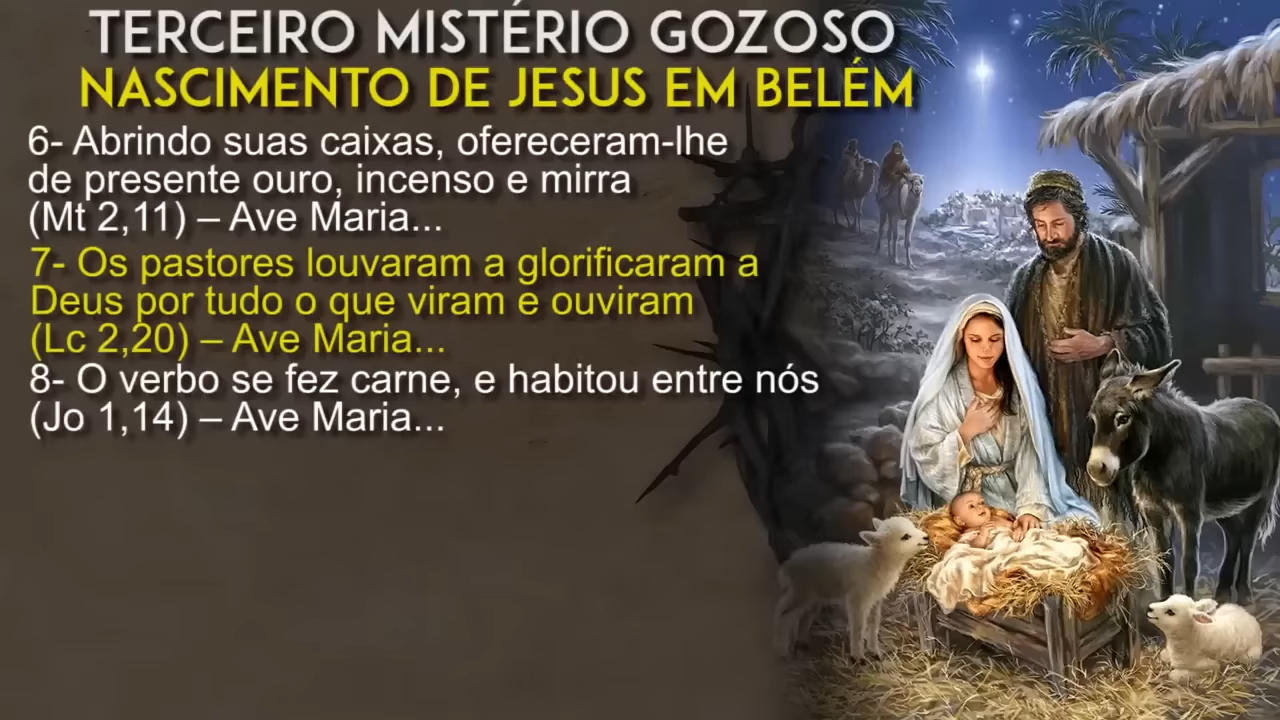 TERCEIRO MISTÉRIO GOZOSO
NASCIMENTO DE JESUS EM BELÉM
6- Abrindo suas caixas, ofereceram-lhe
de presente ouro, incenso e mirra
(Mt 2,11) – Ave Maria...
7- Os pastores louvaram a glorificaram a
Deus por tudo o que viram e ouviram
(Lc 2,20) – Ave Maria...
8- O verbo se fez carne, e habitou entre nós
(Jo 1,14) – Ave Maria...